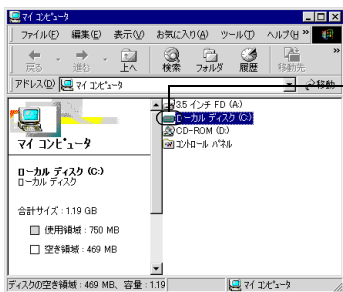 マイ コンピュータ
ファイル(F) 編集(E) 表示(V) お気に入り(A) ツール(T) ヘルプ(H) »
戻る 進む 上へ 検索 フォルダ 履歴 移動先 »
アドレス(D) マイ コンピュータ 移動
3.5 インチ FD (A:)
ローカル ディスク (C:)
CD-ROM (D:)
コントロール パネル
マイ コンピュータ
ローカル ディスク (C:)
ローカル ディスク
合計サイズ : 1.19 GB
使用領域 : 750 MB
空き領域 : 469 MB
ディスクの空き領域 : 469 MB、容量 : 1.19
マイ コンピュータ